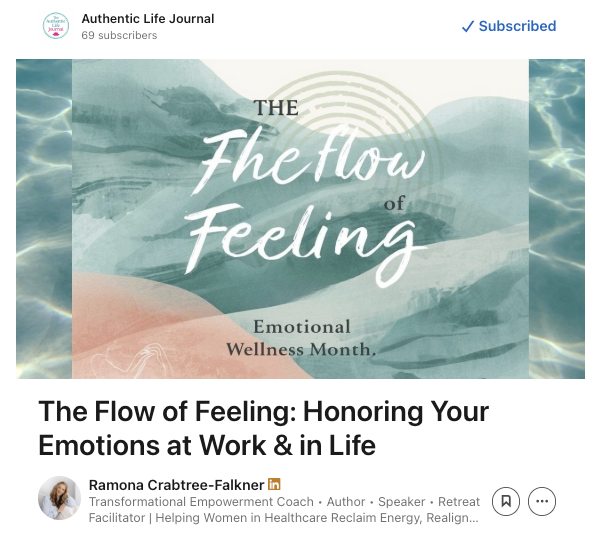 The
Authentic
Life
Journal
Authentic Life Journal
69 subscribers
Subscribed
THE
The flow
of
Feeling
Emotional
Wellness Month.
The Flow of Feeling: Honoring Your
Emotions at Work & in Life
Ramona Crabtree-Falkner in
Transformational Empowerment Coach • Author • Speaker • Retreat
Facilitator | Helping Women in Healthcare Reclaim Energy, Realign...